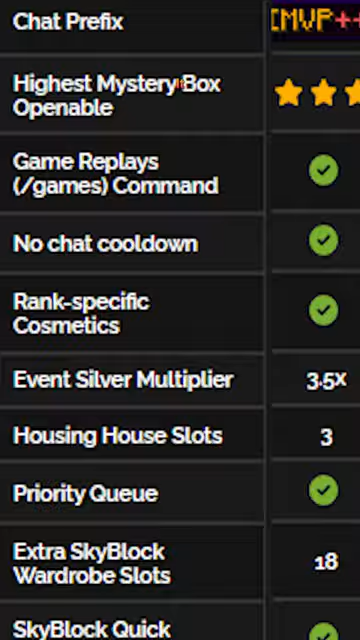 Chat Prefix
[MVP++
Highest Mystery Box
Openable
Game Replays
(/games) Command
No chat cooldown
Rank-specific
Cosmetics
Event Silver Multiplier
3.5x
Housing House Slots
3
Priority Queue
Extra SkyBlock
Wardrobe Slots
18
SkyBlock Quick